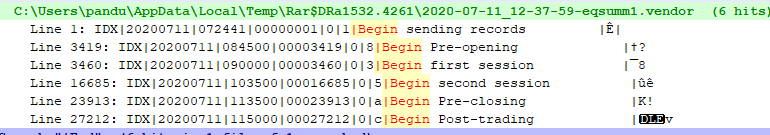 C:\Users\pandu\AppData\Local\Temp\Rar$DRa1532.4261\2020-07-11_12-37-59-eqsumm1.vendor (6 hits)
Line 1: IDX|20200711|072441|00000001|0|1|Begin sending records |Ê|
Line 3419: IDX|20200711|084500|00003419|0|8|Begin Pre-opening |†?
Line 3460: IDX|20200711|090000|00003460|0|3|Begin first session |¯8
Line 16685: IDX|20200711|103500|00016685|0|5|Begin second session |ûê
Line 23913: IDX|20200711|113500|00023913|0|a|Begin Pre-closing |K!
Line 27212: IDX|20200711|115000|00027212|0|c|Begin Post-trading |DLEv